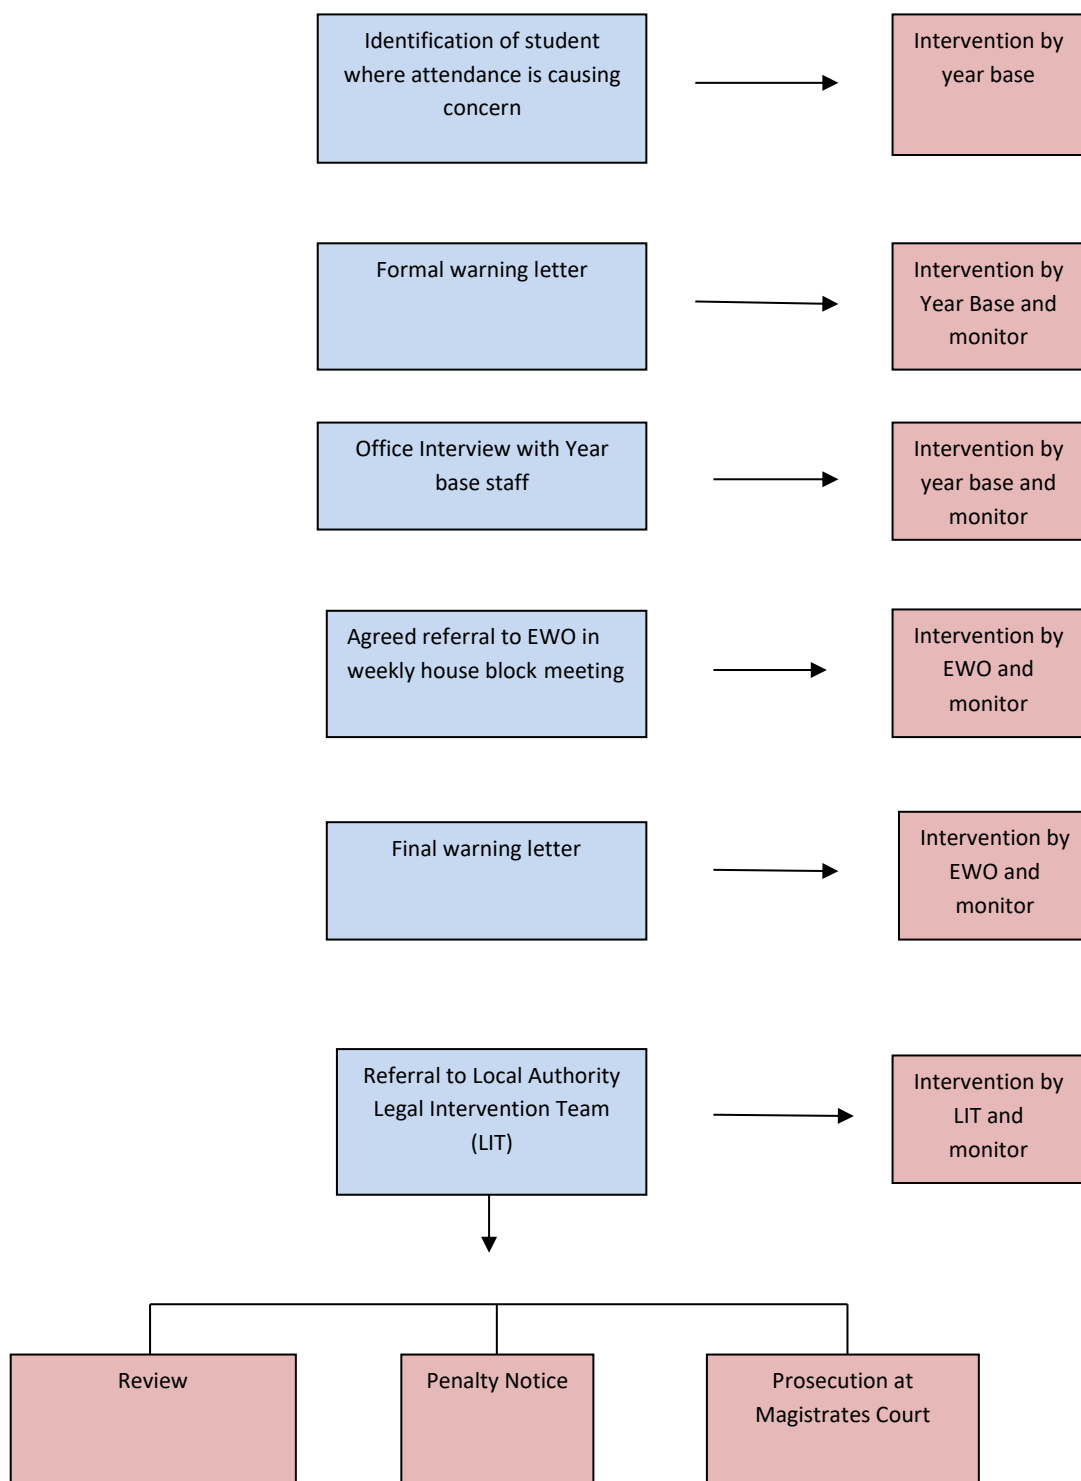 Identification of student
where attendance is causing
concern
Intervention by
year base
Formal warning letter
Intervention by
Year Base and
monitor
Office Interview with Year
base staff
Intervention by
year base and
monitor
Agreed referral to EWO in
weekly house block meeting
Intervention by
EWO and
monitor
Final warning letter
Intervention by
EWO and
monitor
Referral to Local Authority
Legal Intervention Team
(LIT)
Intervention by
LIT and
monitor
Review
Penalty Notice
Prosecution at
Magistrates Court